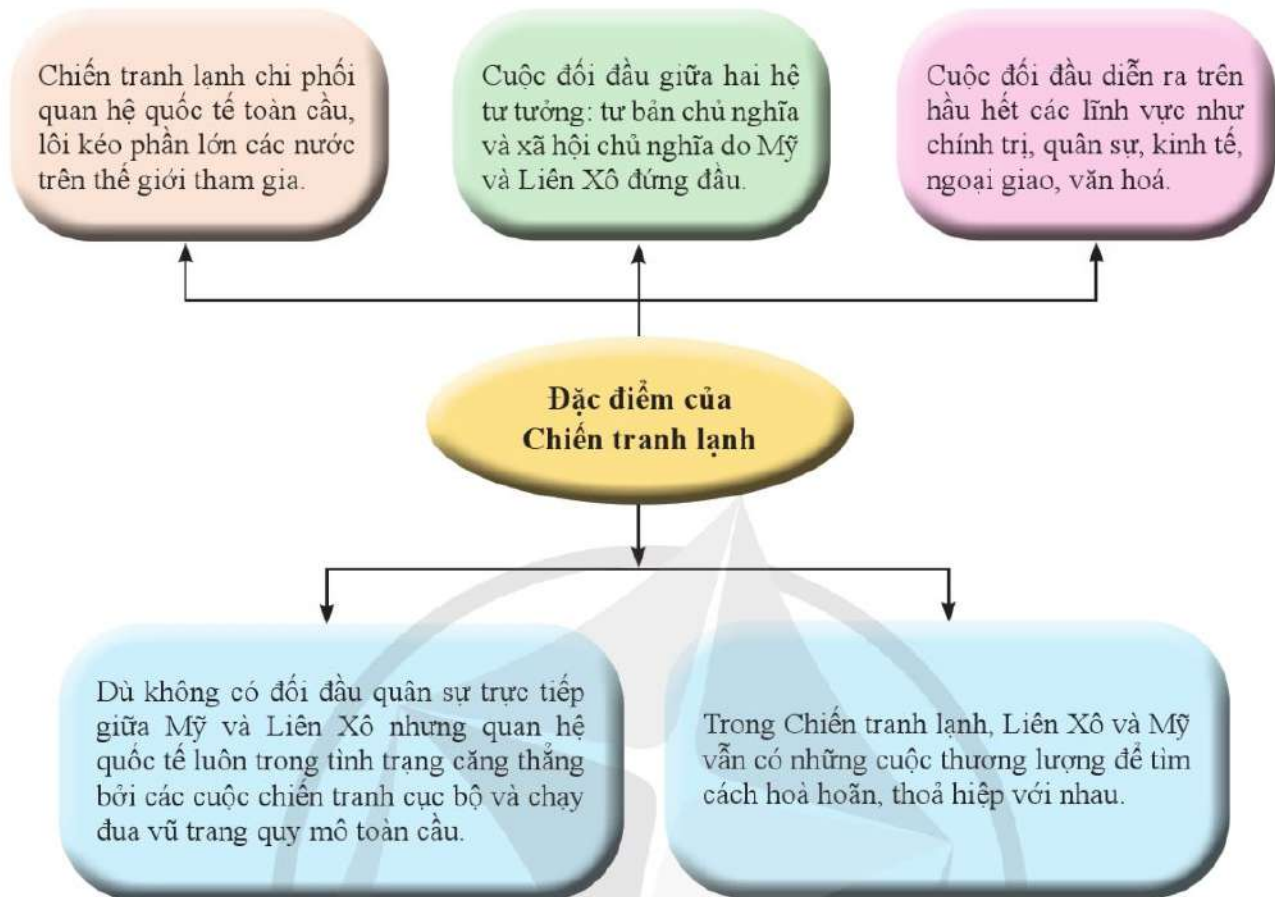 Chiến tranh lạnh chi phối
quan hệ quốc tế toàn cầu,
lôi kéo phần lớn các nước
trên thế giới tham gia.
Cuộc đối đầu giữa hai hệ
tư tưởng: tư bản chủ nghĩa
và xã hội chủ nghĩa do Mỹ
và Liên Xô đứng đầu.
Cuộc đối đầu diễn ra trên
hầu hết các lĩnh vực như
chính trị, quân sự, kinh tế,
ngoại giao, văn hoá.
Đặc điểm của
Chiến tranh lạnh
Dù không có đối đầu quân sự trực tiếp
giữa Mỹ và Liên Xô nhưng quan hệ
quốc tế luôn trong tình trạng căng thẳng
bởi các cuộc chiến tranh cục bộ và chạy
đua vũ trang quy mô toàn cầu.
Trong Chiến tranh lạnh, Liên Xô và Mỹ
vẫn có những cuộc thương lượng để tìm
cách hoà hoãn, thoả hiệp với nhau.